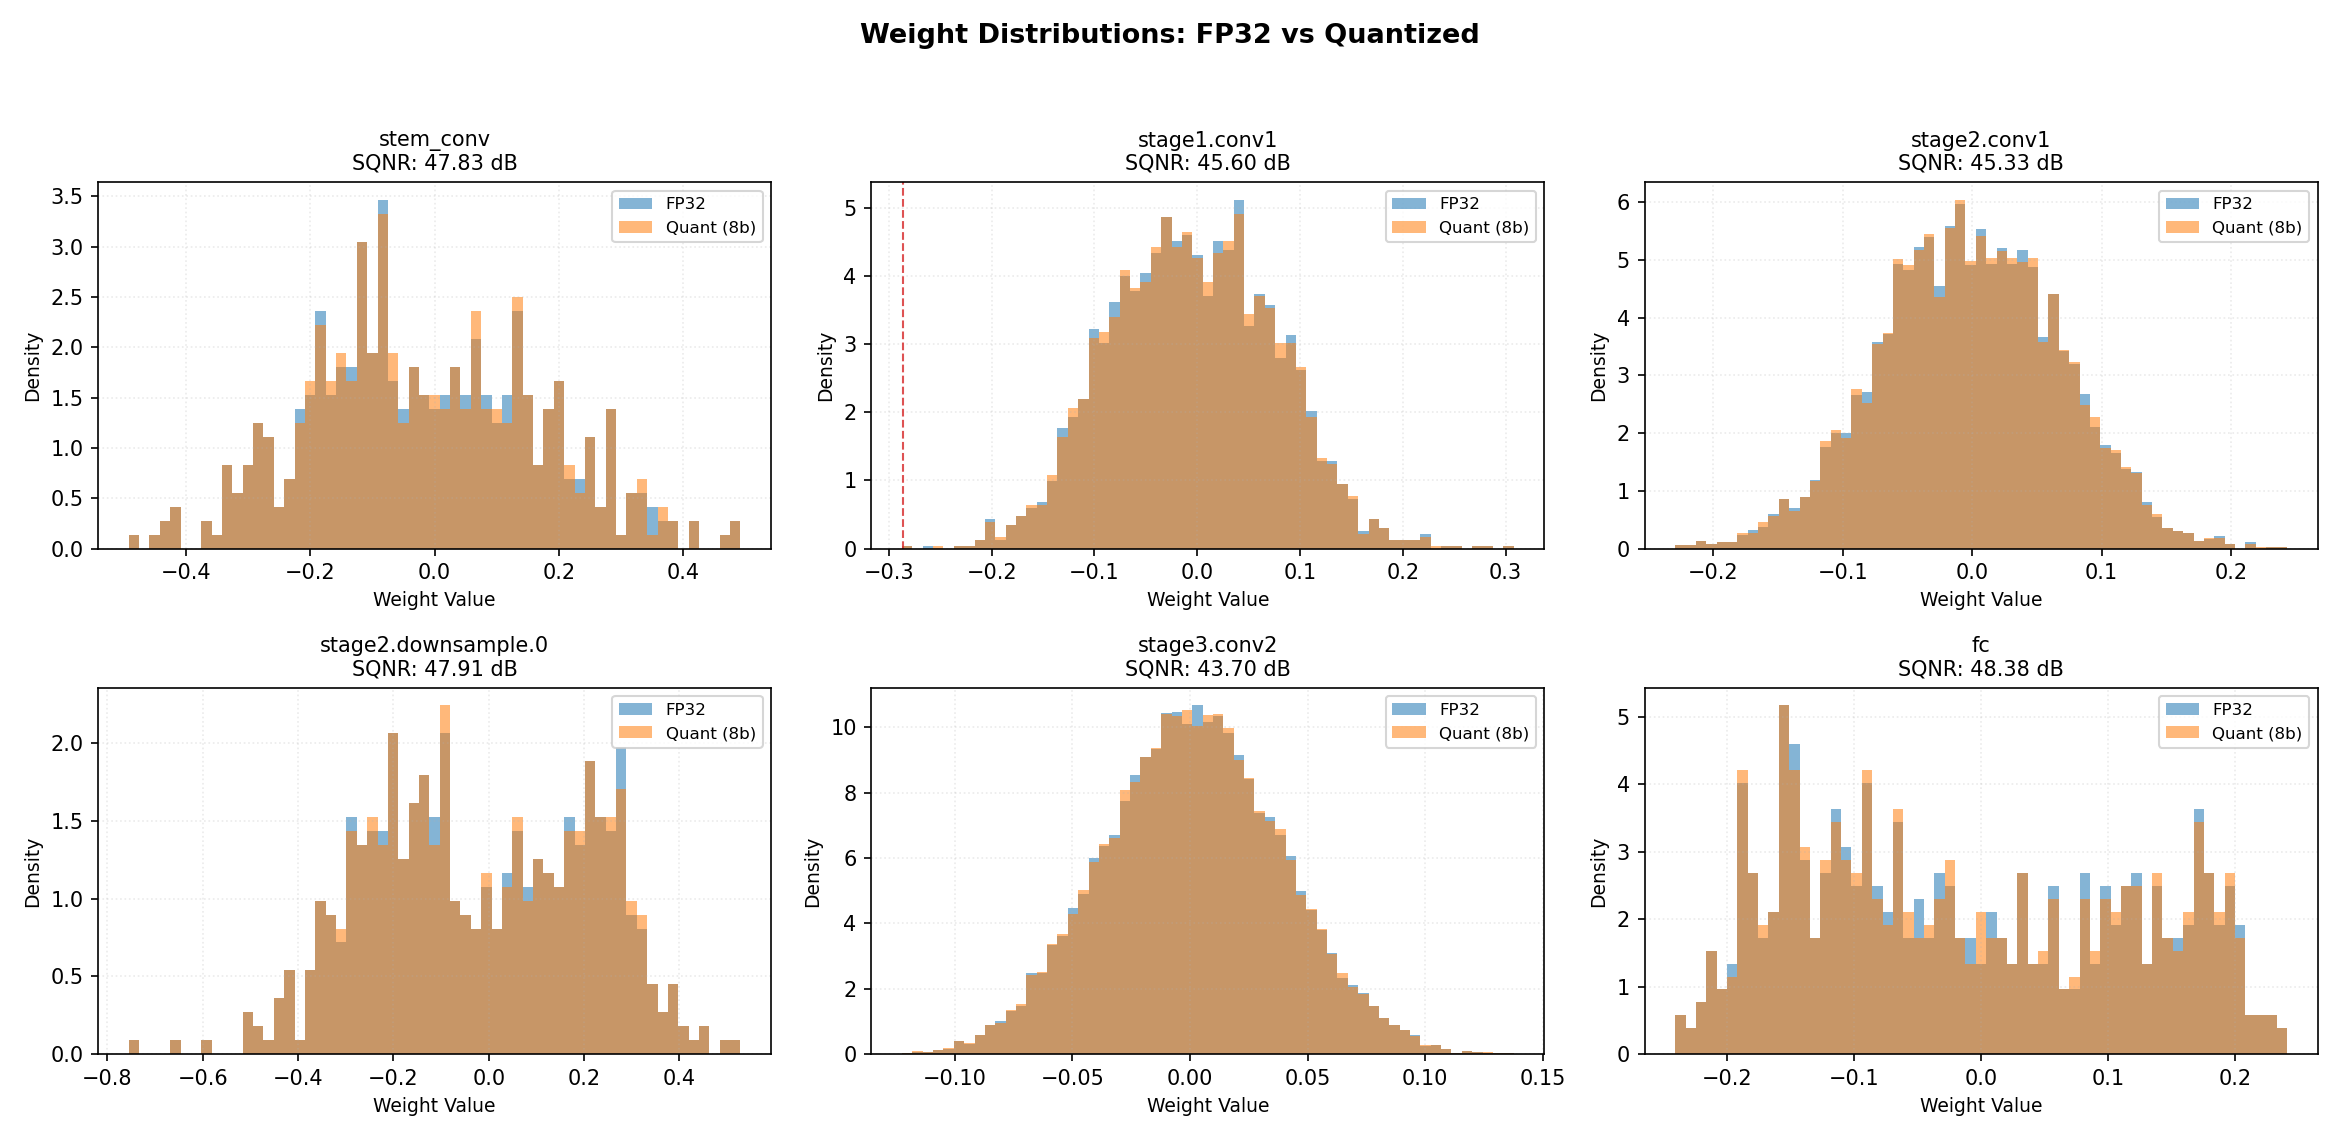 Weight Distributions: FP32 vs Quantized
stem_conv
SQNR: 47.83 dB
FP32
Quant (8b)
Density
3.5
3.0
2.5
2.0
1.5
1.0
0.5
0.0
−0.4 −0.2 0.0 0.2 0.4
Weight Value
stage1.conv1
SQNR: 45.60 dB
FP32
Quant (8b)
Density
5
4
3
2
1
0
−0.3 −0.2 −0.1 0.0 0.1 0.2 0.3
Weight Value
stage2.conv1
SQNR: 45.33 dB
FP32
Quant (8b)
Density
6
5
4
3
2
1
0
−0.2 −0.1 0.0 0.1 0.2
Weight Value
stage2.downsample.0
SQNR: 47.91 dB
FP32
Quant (8b)
Density
2.0
1.5
1.0
0.5
0.0
−0.8 −0.6 −0.4 −0.2 0.0 0.2 0.4
Weight Value
stage3.conv2
SQNR: 43.70 dB
FP32
Quant (8b)
Density
10
8
6
4
2
0
−0.10 −0.05 0.00 0.05 0.10 0.15
Weight Value
fc
SQNR: 48.38 dB
FP32
Quant (8b)
Density
5
4
3
2
1
0
−0.2 −0.1 0.0 0.1 0.2
Weight Value